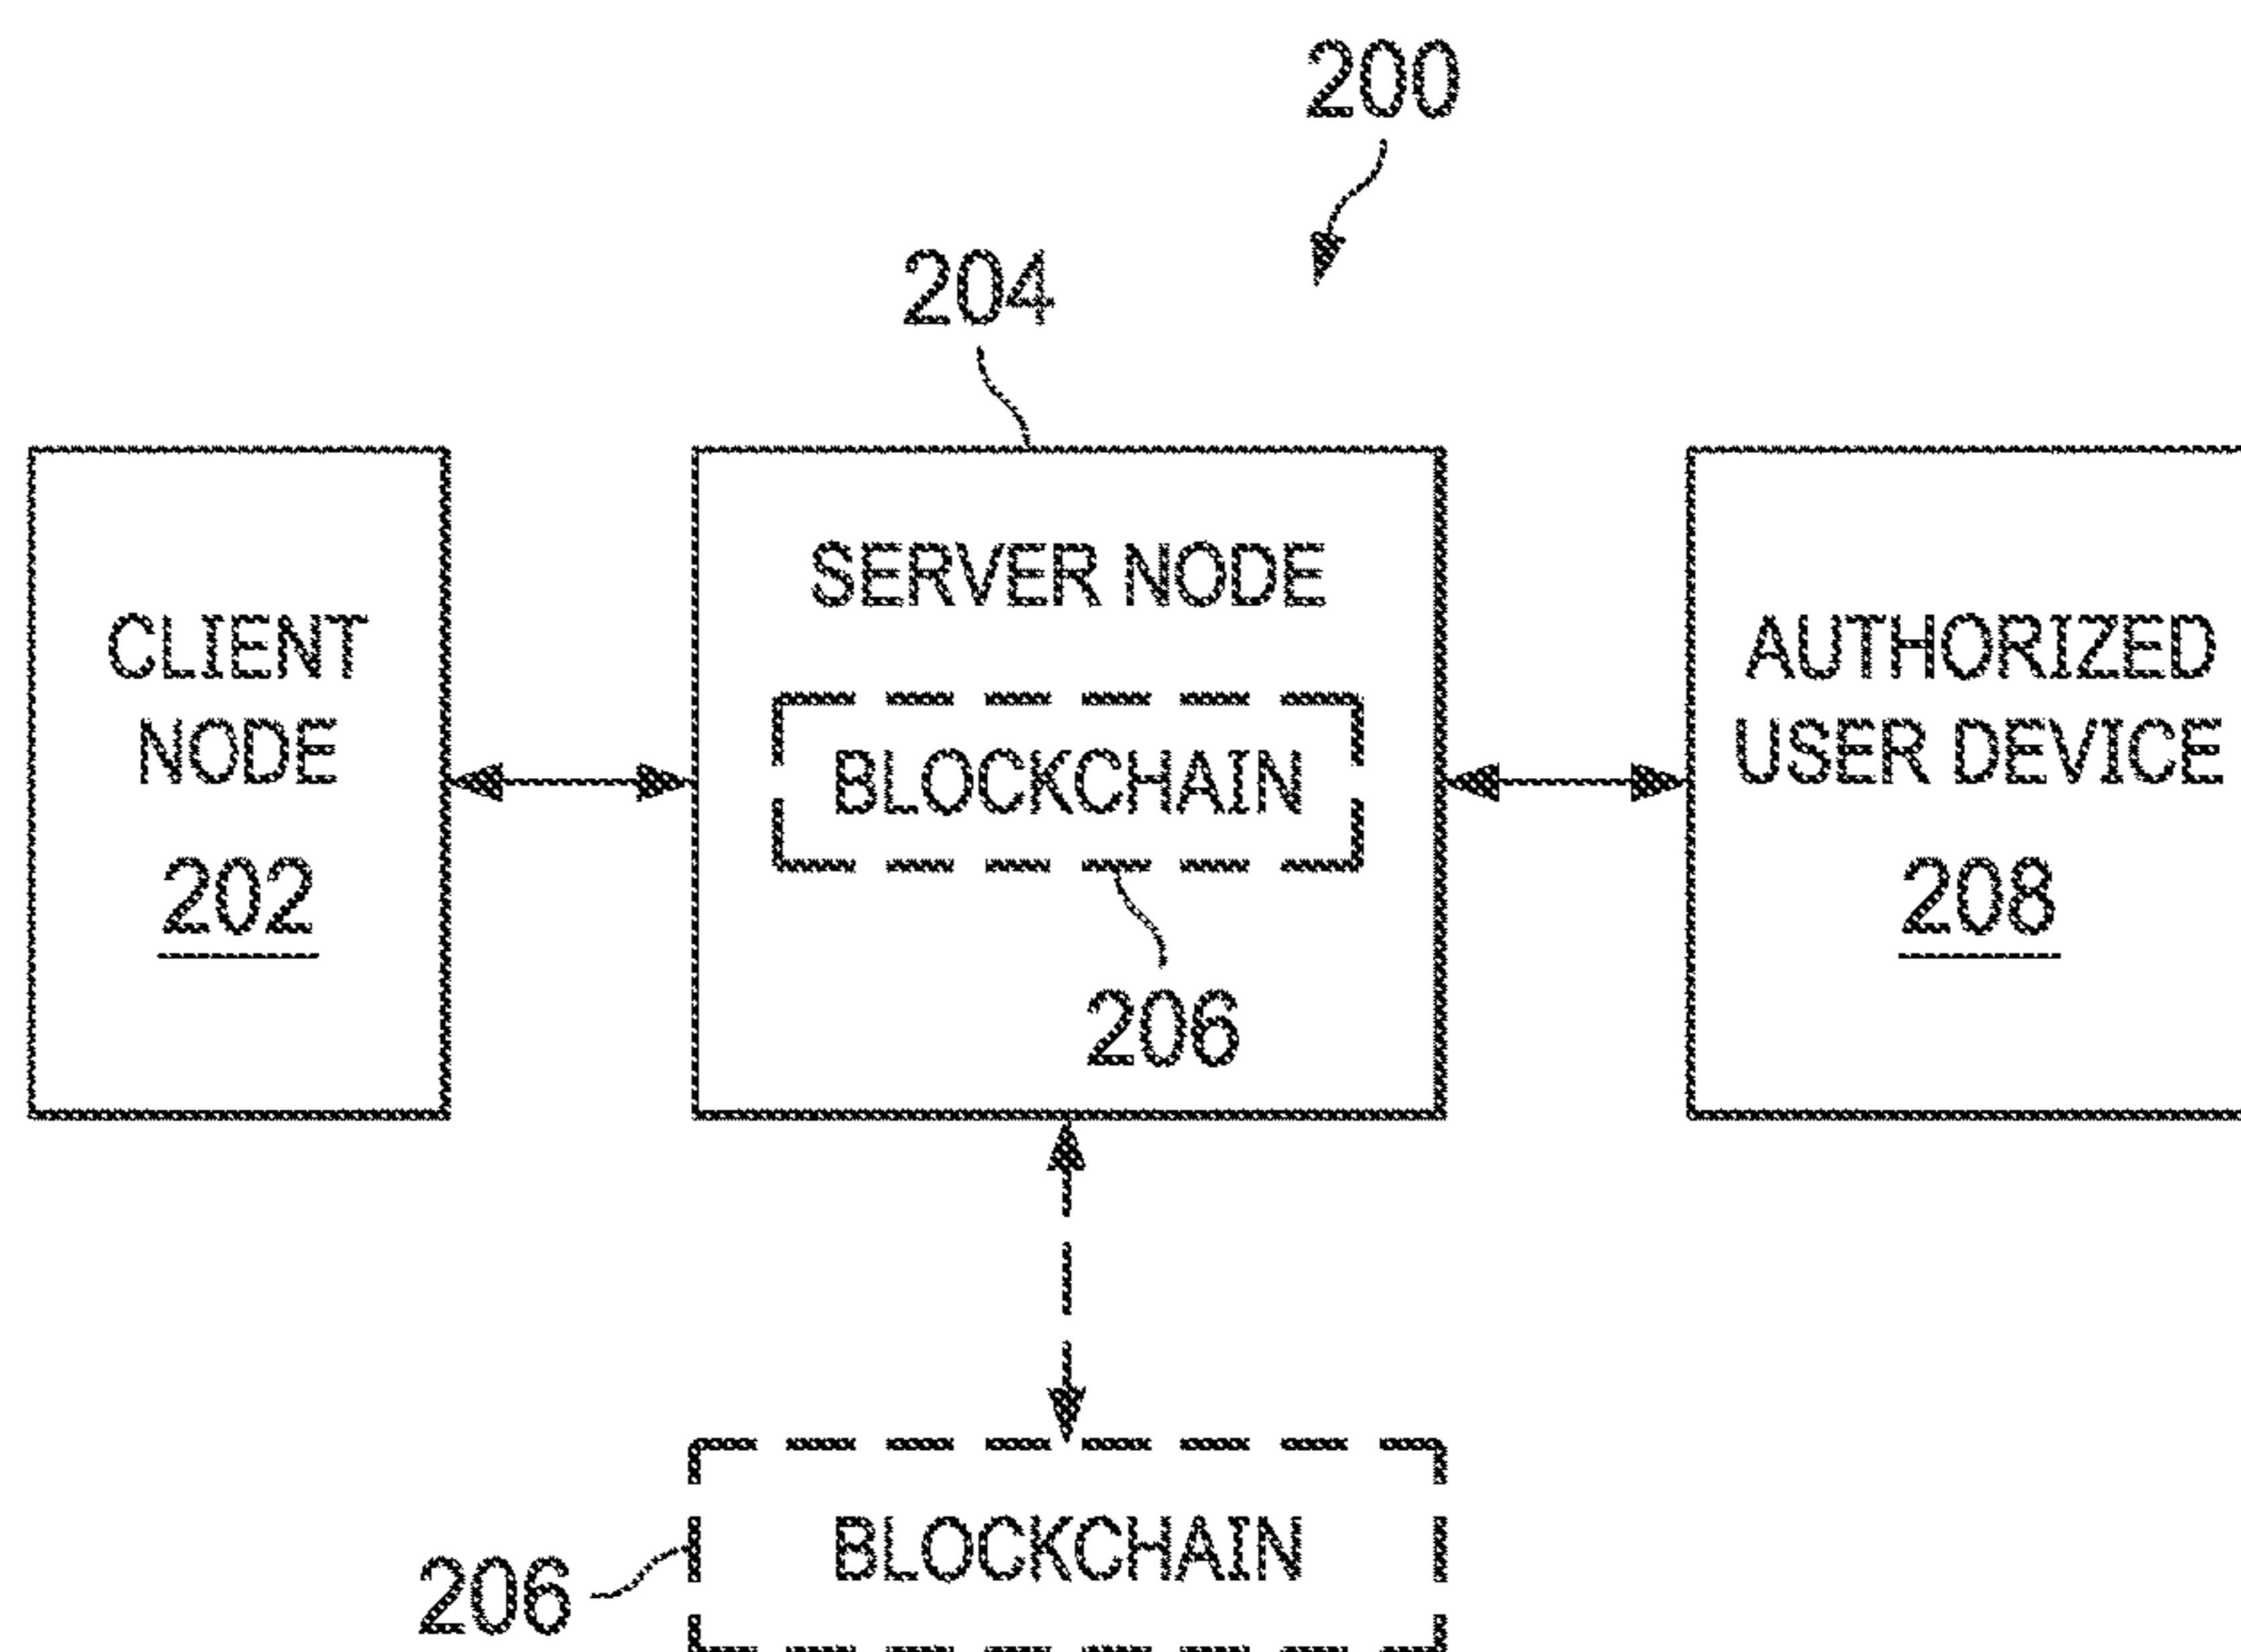 200
204
CLIENT
NODE
202
SERVER NODE
BLOCKCHAIN
206
AUTHORIZED
USER DEVICE
208
BLOCKCHAIN
206